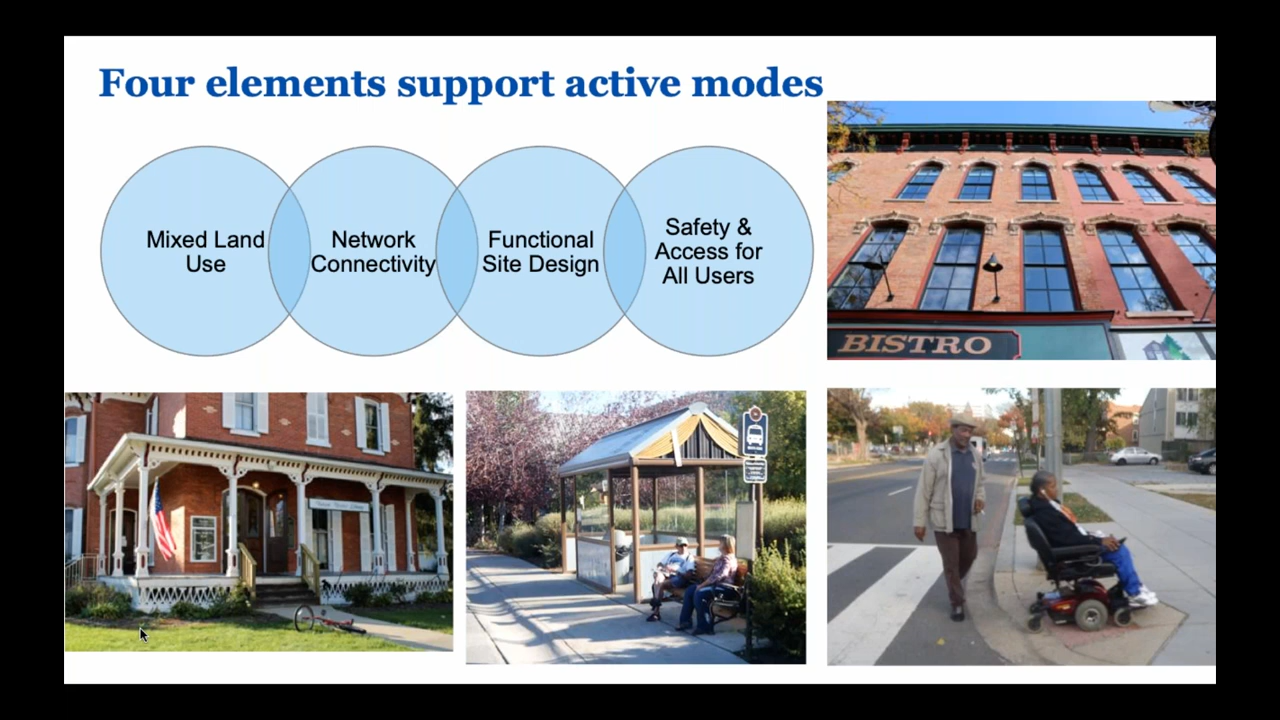 Four elements support active modes
Mixed Land
Use
Network
Connectivity
Functional
Site Design
Safety &
Access for
All Users
BISTRO